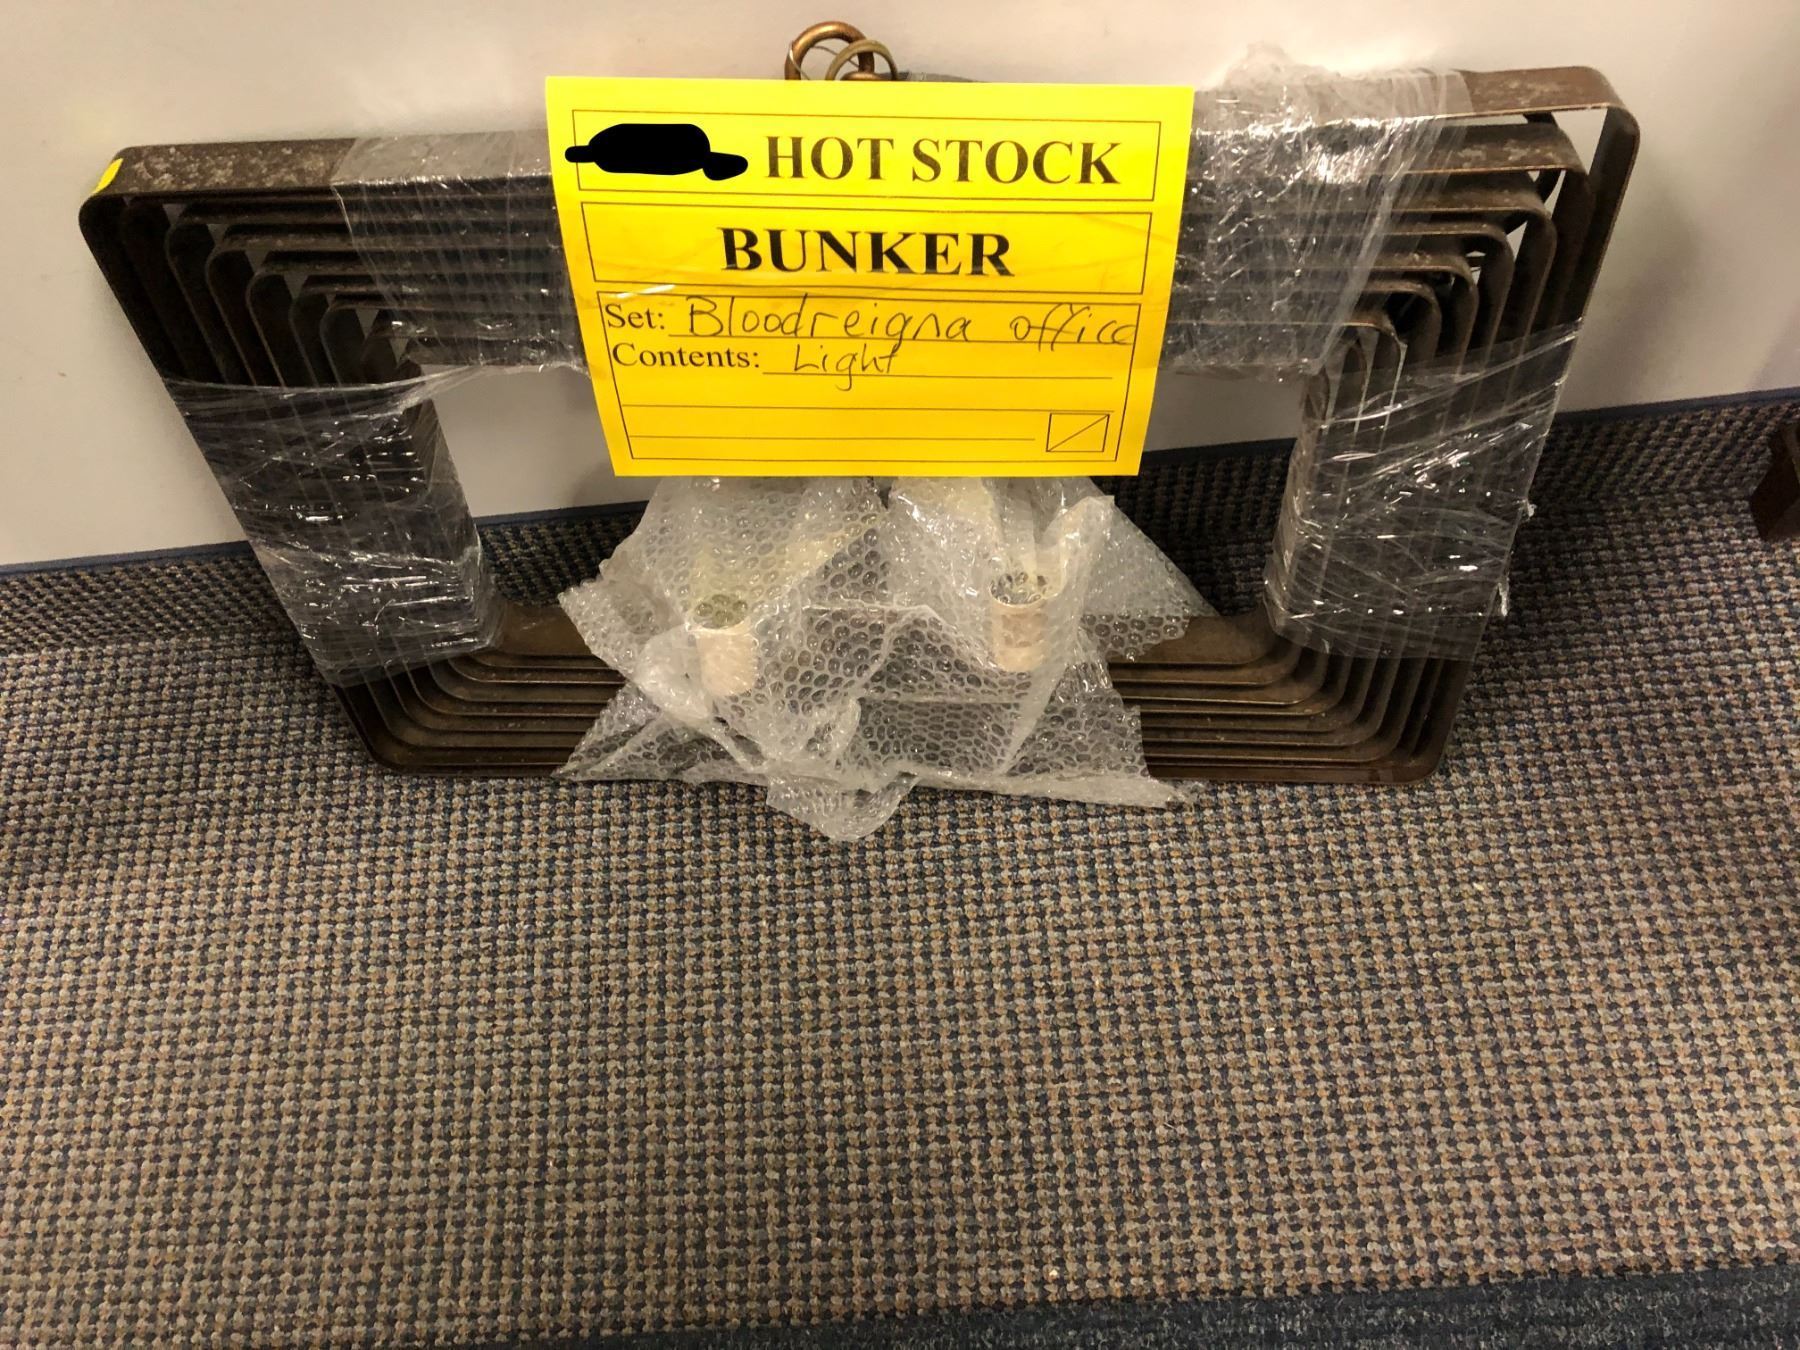 HOT STOCK
BUNKER
Set: Bloodreigna office
Contents: Light